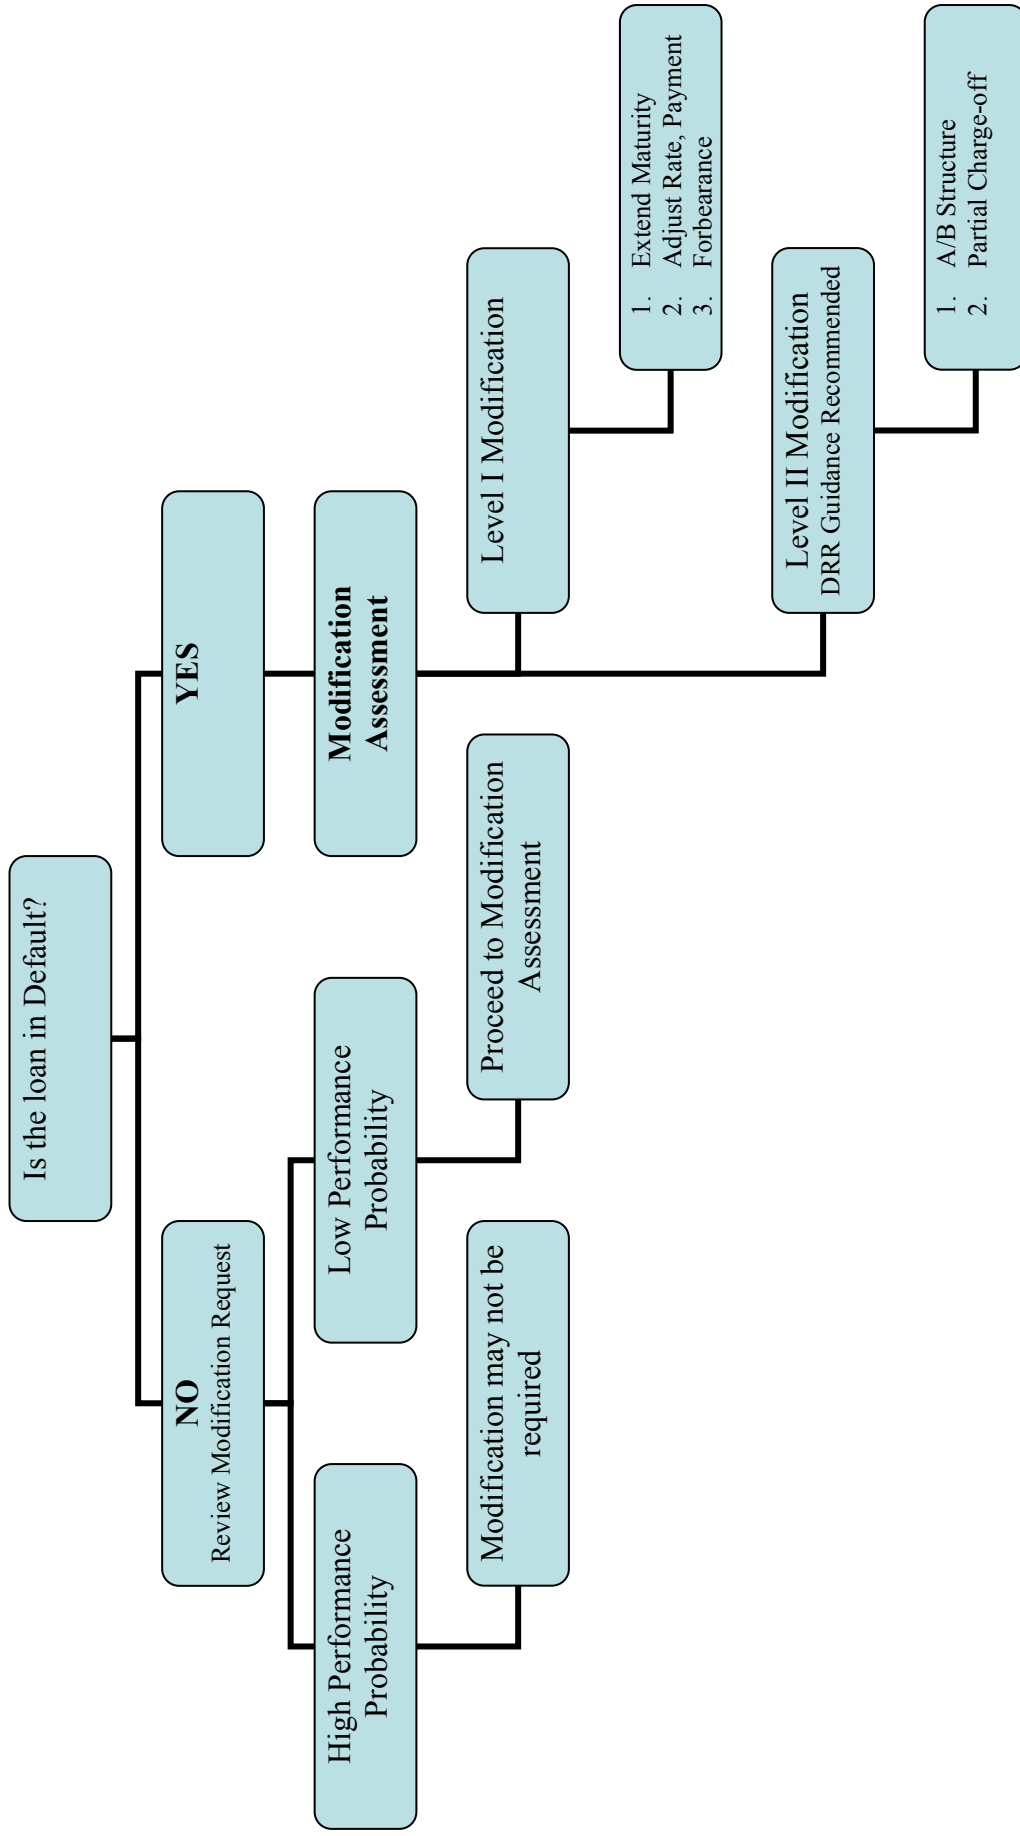 Is the loan in Default?
NO
Review Modification Request
YES
High Performance
Probability
Low Performance
Probability
Modification
Assessment
Modification may not be
required
Proceed to Modification
Assessment
Level I Modification
1. Extend Maturity
2. Adjust Rate, Payment
3. Forbearance
Level II Modification
DRR Guidance Recommended
1. A/B Structure
2. Partial Charge-off